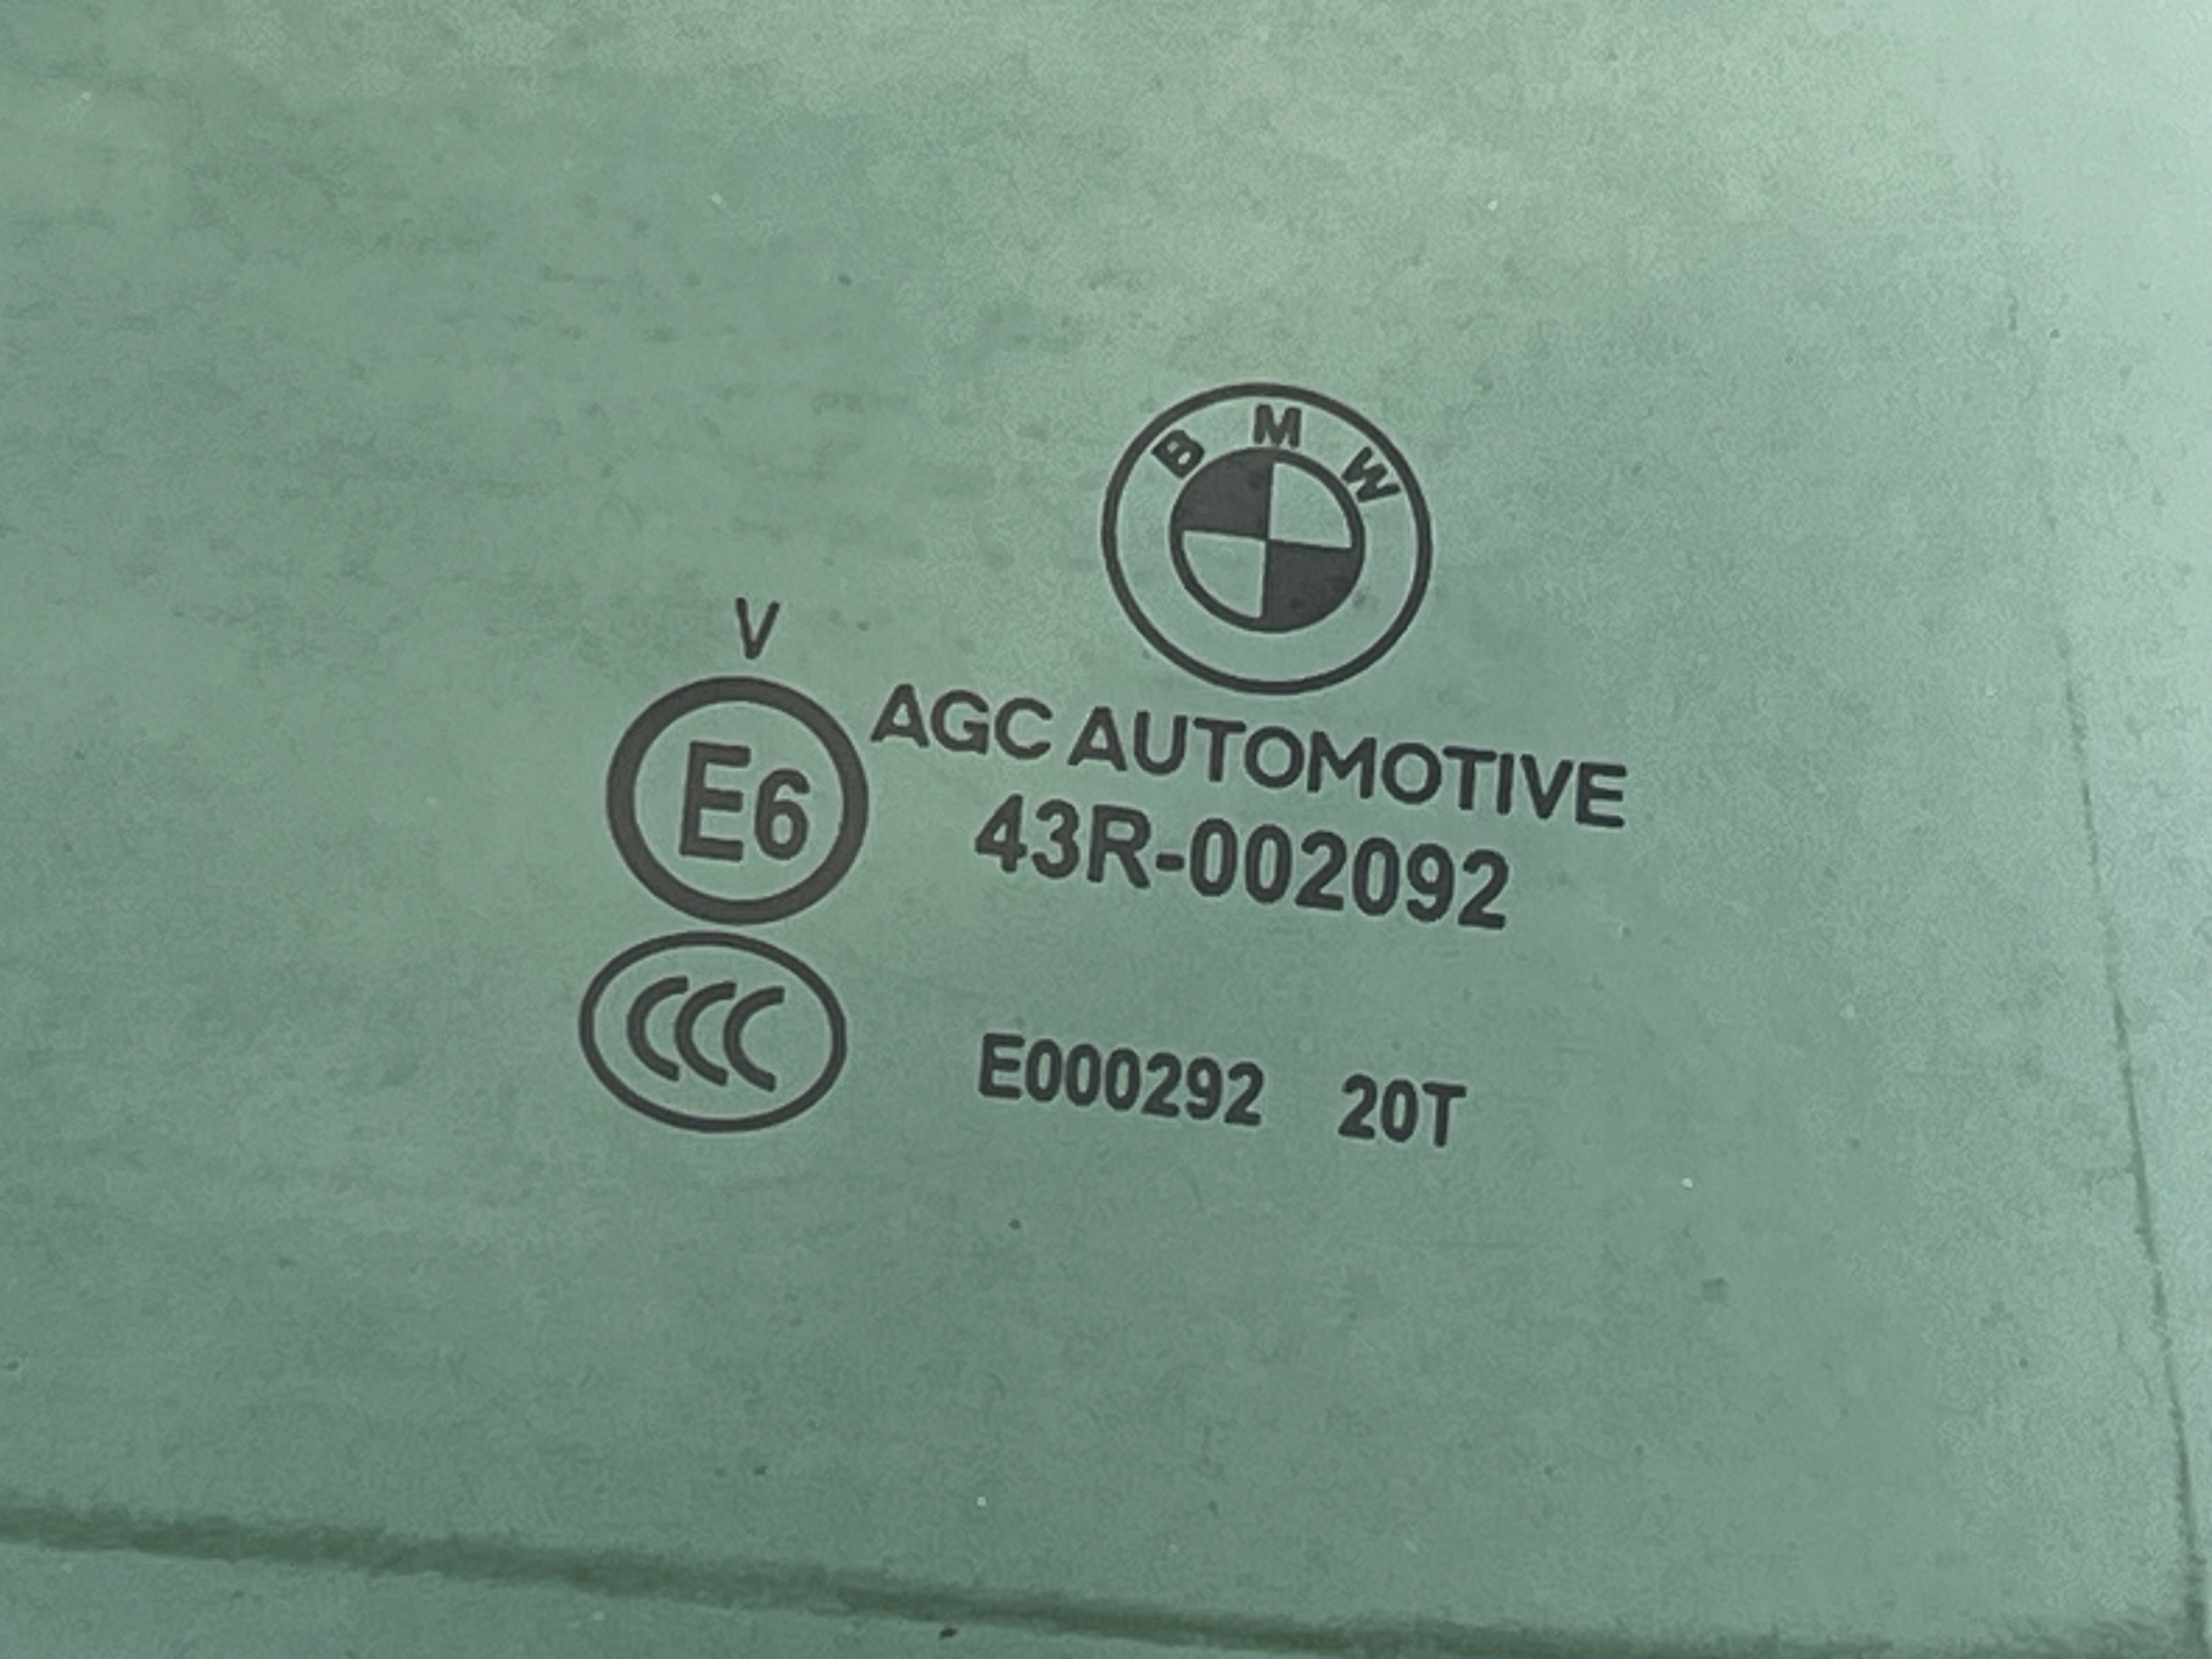 BMW
V
AGC AUTOMOTIVE
E6
43R-002092
CCC
E000292 20T